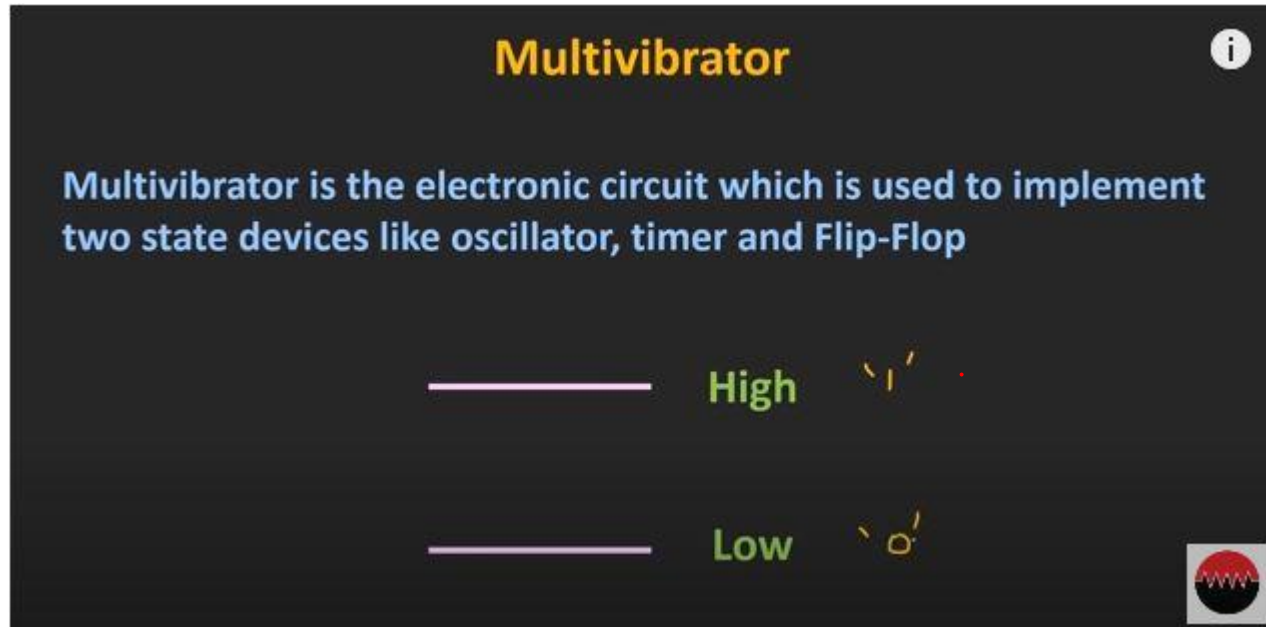 Multivibrator
i
Multivibrator is the electronic circuit which is used to implement
two state devices like oscillator, timer and Flip-Flop
High '1'
Low '0'